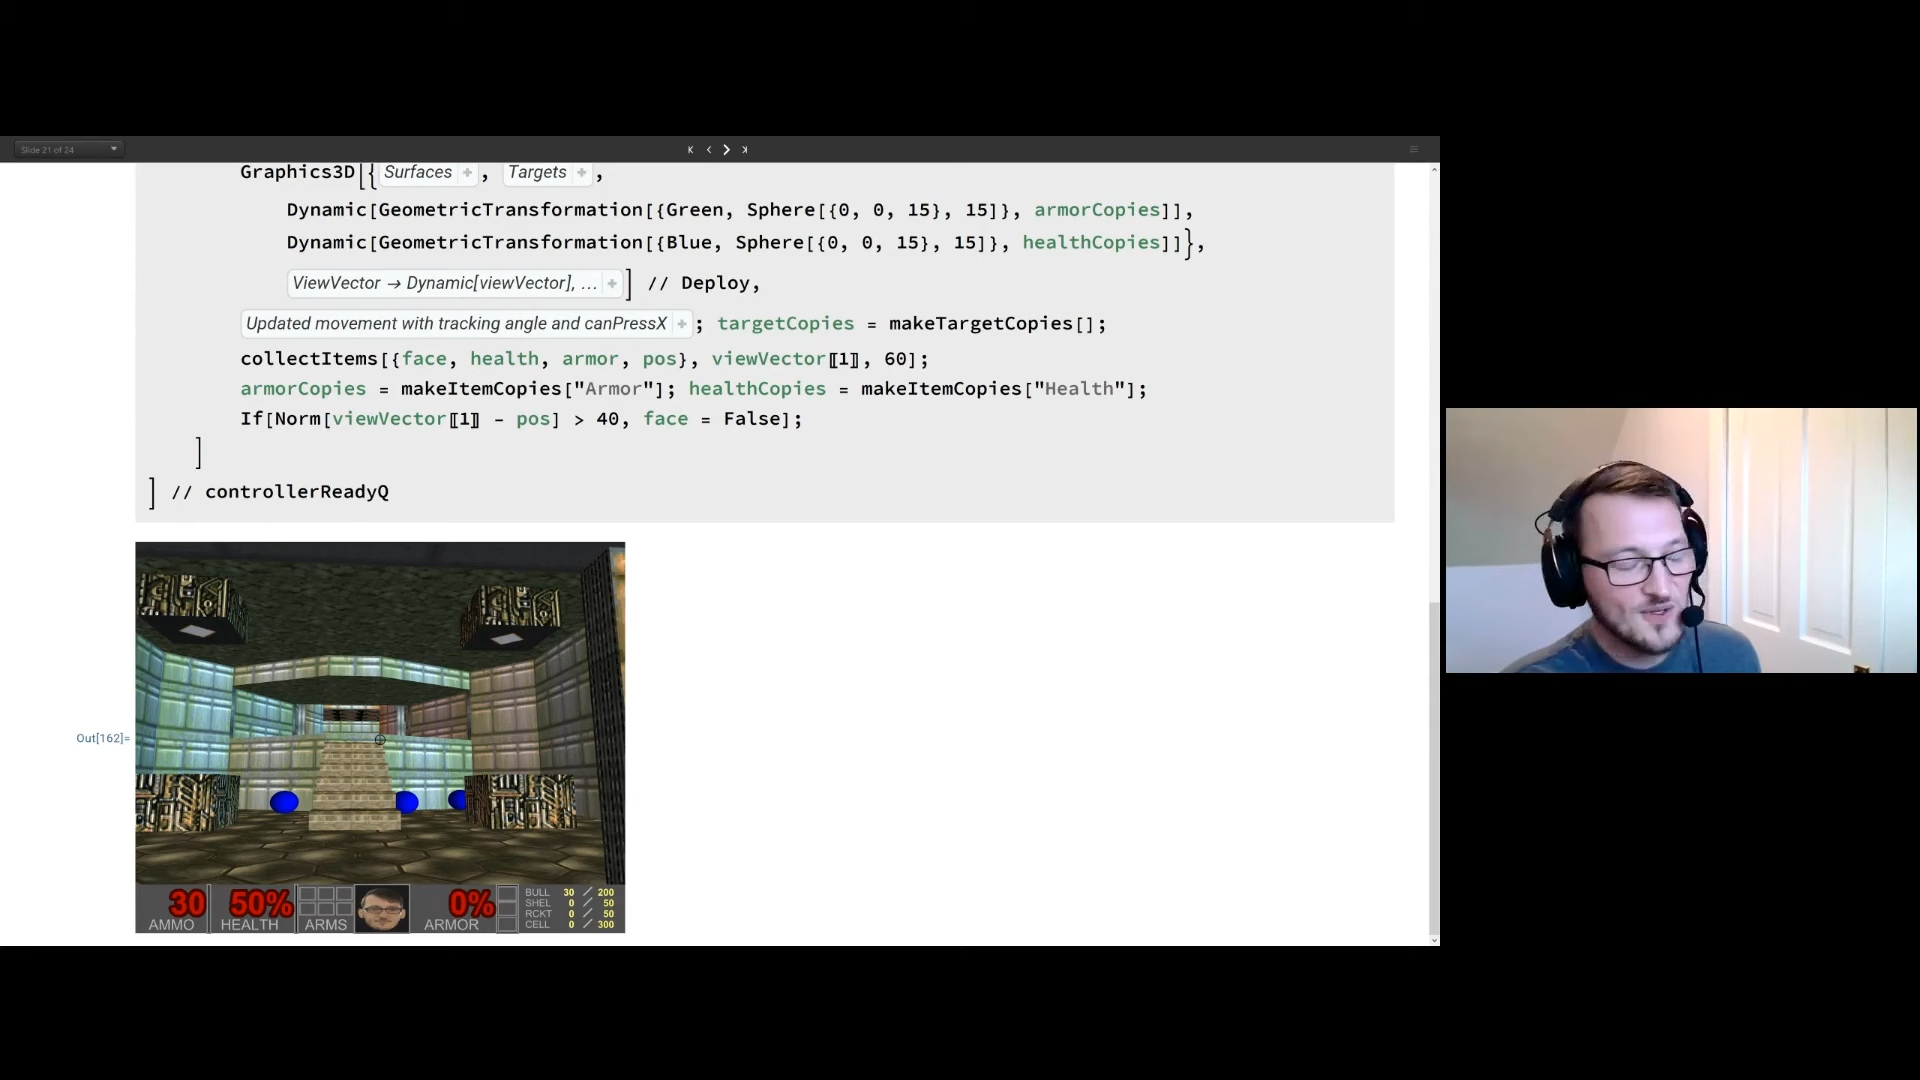 Slide 21 of 24
Graphics3D[{ Surfaces + , Targets + ,
Dynamic[GeometricTransformation[{Green, Sphere[{0, 0, 15}, 15]}, armorCopies]],
Dynamic[GeometricTransformation[{Blue, Sphere[{0, 0, 15}, 15]}, healthCopies]]},
ViewVector → Dynamic[viewVector], … + ] // Deploy,
Updated movement with tracking angle and canPressX + ; targetCopies = makeTargetCopies[];
collectItems[{face, health, armor, pos}, viewVector〚1〛, 60];
armorCopies = makeItemCopies["Armor"]; healthCopies = makeItemCopies["Health"];
If[Norm[viewVector〚1〛 - pos] > 40, face = False];
]
] // controllerReadyQ
Out[162]=
30 50% 0%
AMMO HEALTH ARMS ARMOR
BULL 30 / 200
SHEL 0 / 50
RCKT 0 / 50
CELL 0 / 300